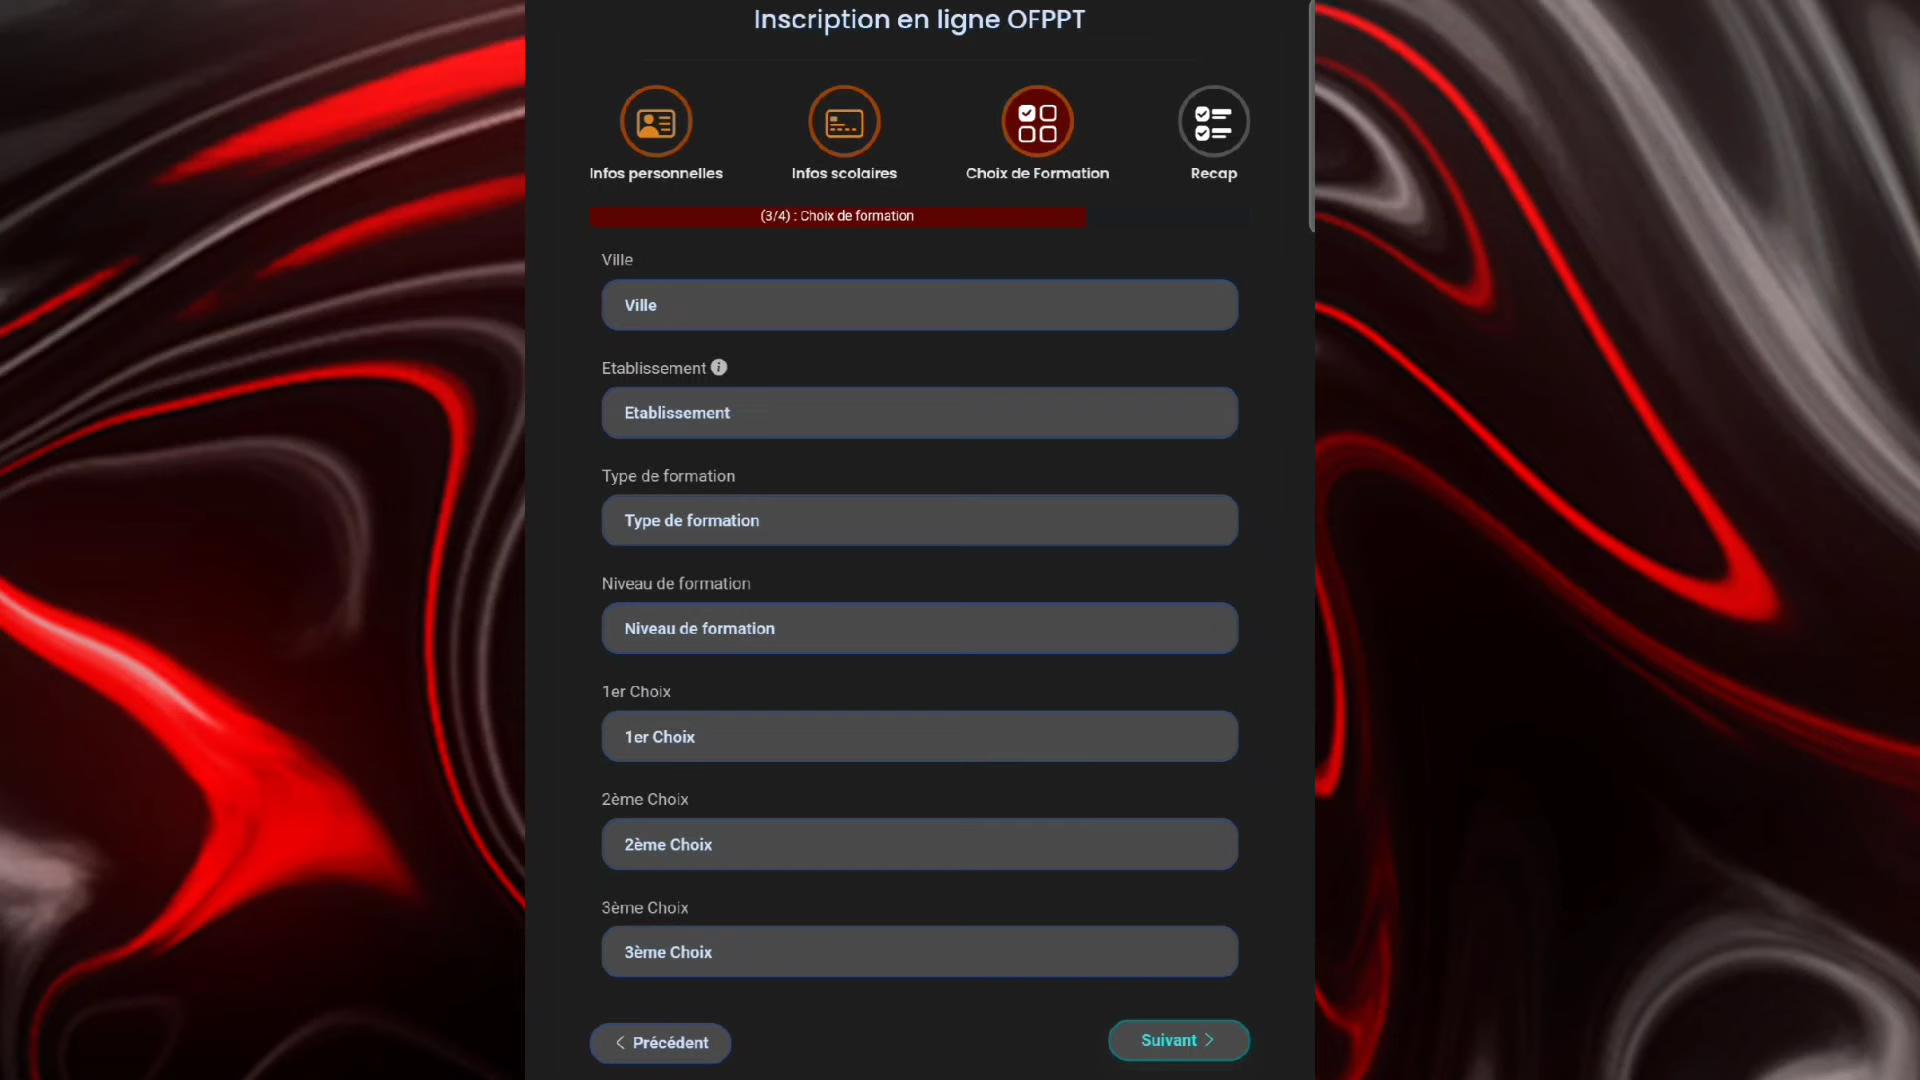 Inscription en ligne OFPPT
Infos personnelles
Infos scolaires
Choix de Formation
Recap
(3/4) : Choix de formation
Ville
Ville
Etablissement
Etablissement
Type de formation
Type de formation
Niveau de formation
Niveau de formation
1er Choix
1er Choix
2ème Choix
2ème Choix
3ème Choix
3ème Choix
Précédent
Suivant